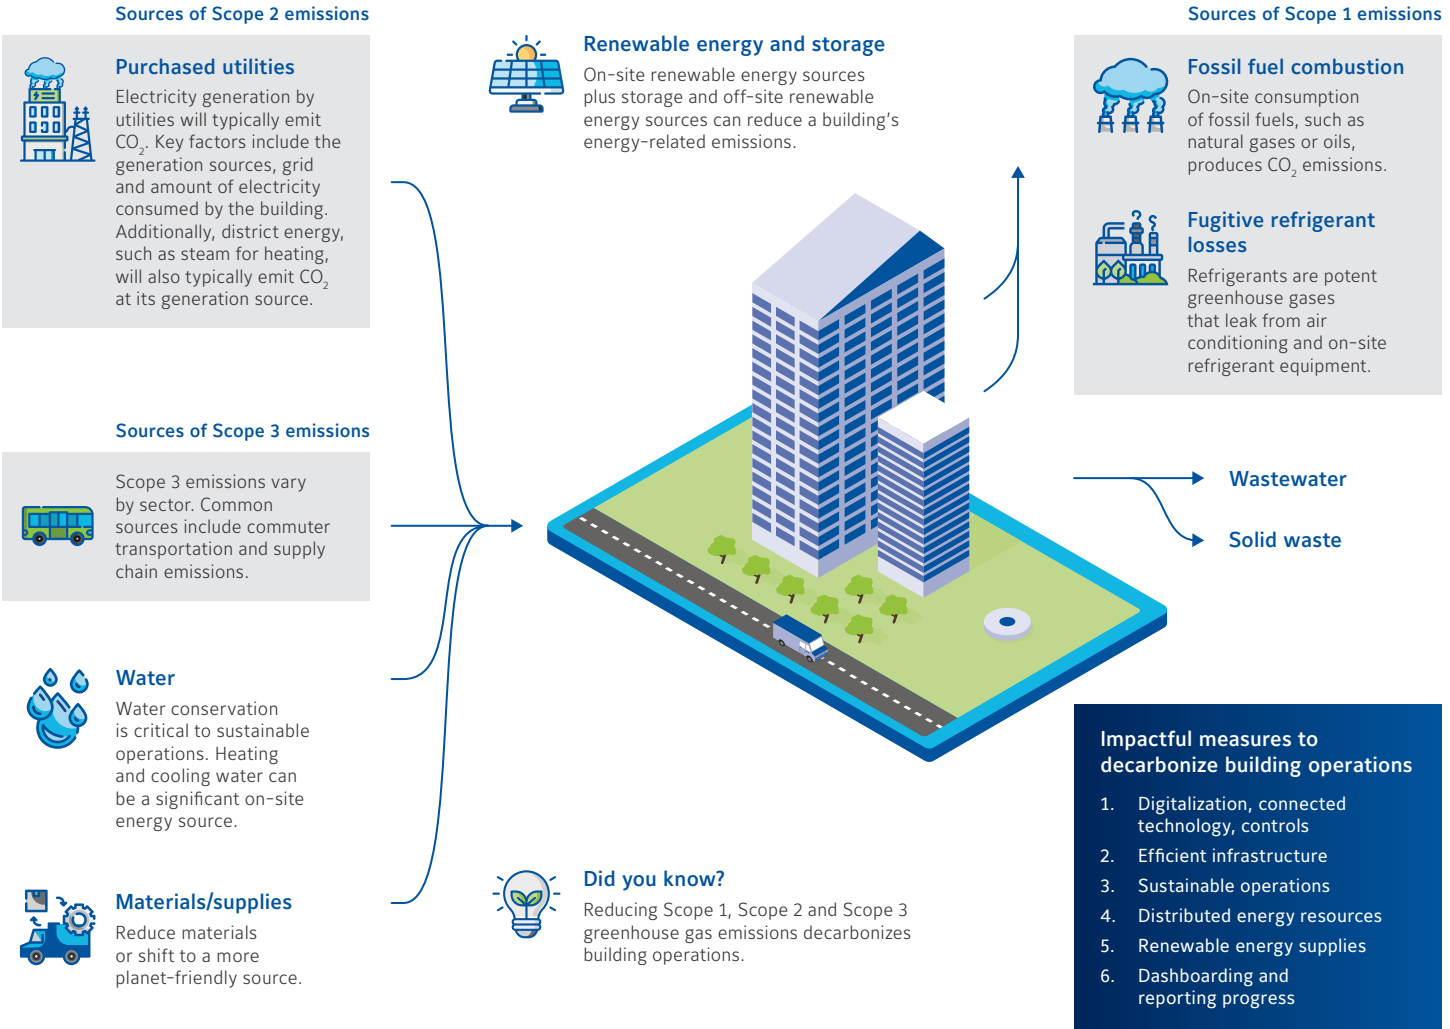 Sources of Scope 2 emissions
Purchased utilities
Electricity generation by
utilities will typically emit
CO₂. Key factors include the
generation sources, grid
and amount of electricity
consumed by the building.
Additionally, district energy,
such as steam for heating,
will also typically emit CO₂
at its generation source.
Sources of Scope 3 emissions
Scope 3 emissions vary
by sector. Common
sources include commuter
transportation and supply
chain emissions.
Water
Water conservation
is critical to sustainable
operations. Heating
and cooling water can
be a significant on-site
energy source.
Materials/supplies
Reduce materials
or shift to a more
planet-friendly source.
Renewable energy and storage
On-site renewable energy sources
plus storage and off-site renewable
energy sources can reduce a building's
energy-related emissions.
Did you know?
Reducing Scope 1, Scope 2 and Scope 3
greenhouse gas emissions decarbonizes
building operations.
Sources of Scope 1 emissions
Fossil fuel combustion
On-site consumption
of fossil fuels, such as
natural gases or oils,
produces CO₂ emissions.
Fugitive refrigerant
losses
Refrigerants are potent
greenhouse gases
that leak from air
conditioning and on-site
refrigerant equipment.
Wastewater
Solid waste
Impactful measures to
decarbonize building operations
1. Digitalization, connected
technology, controls
2. Efficient infrastructure
3. Sustainable operations
4. Distributed energy resources
5. Renewable energy supplies
6. Dashboarding and
reporting progress